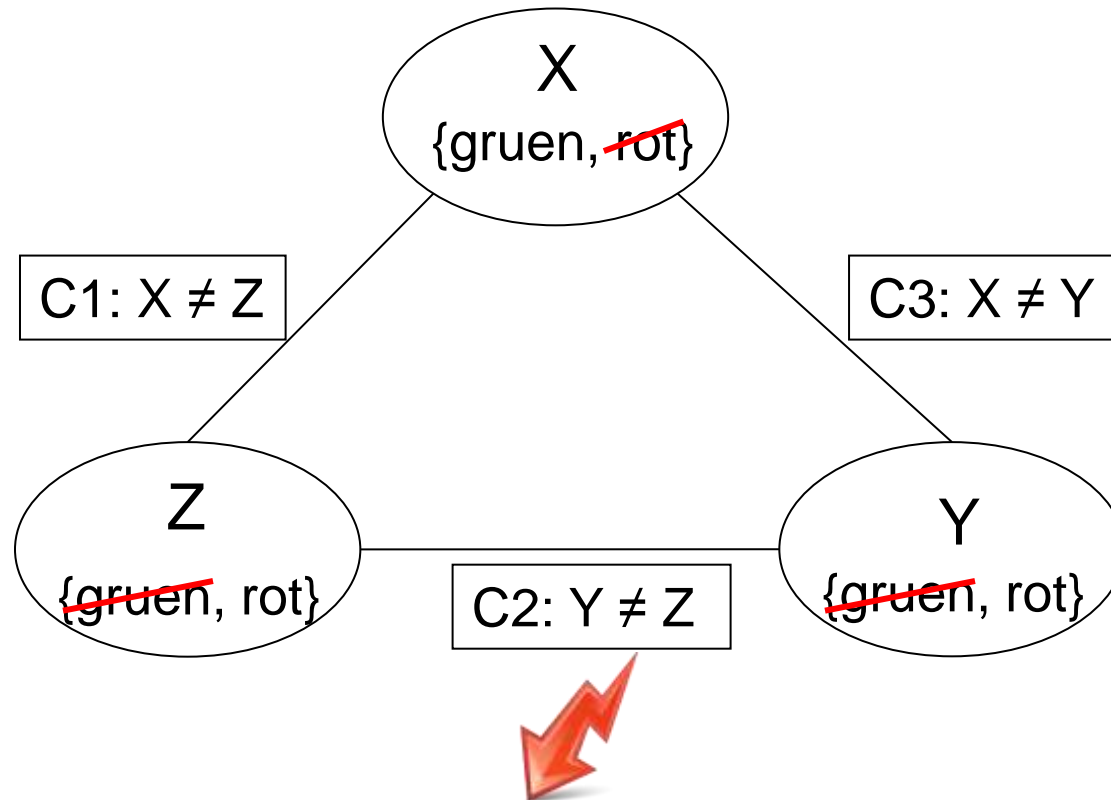 X
{gruen, rot}
C1: X ≠ Z
C3: X ≠ Y
Z
{gruen, rot}
Y
{gruen, rot}
C2: Y ≠ Z